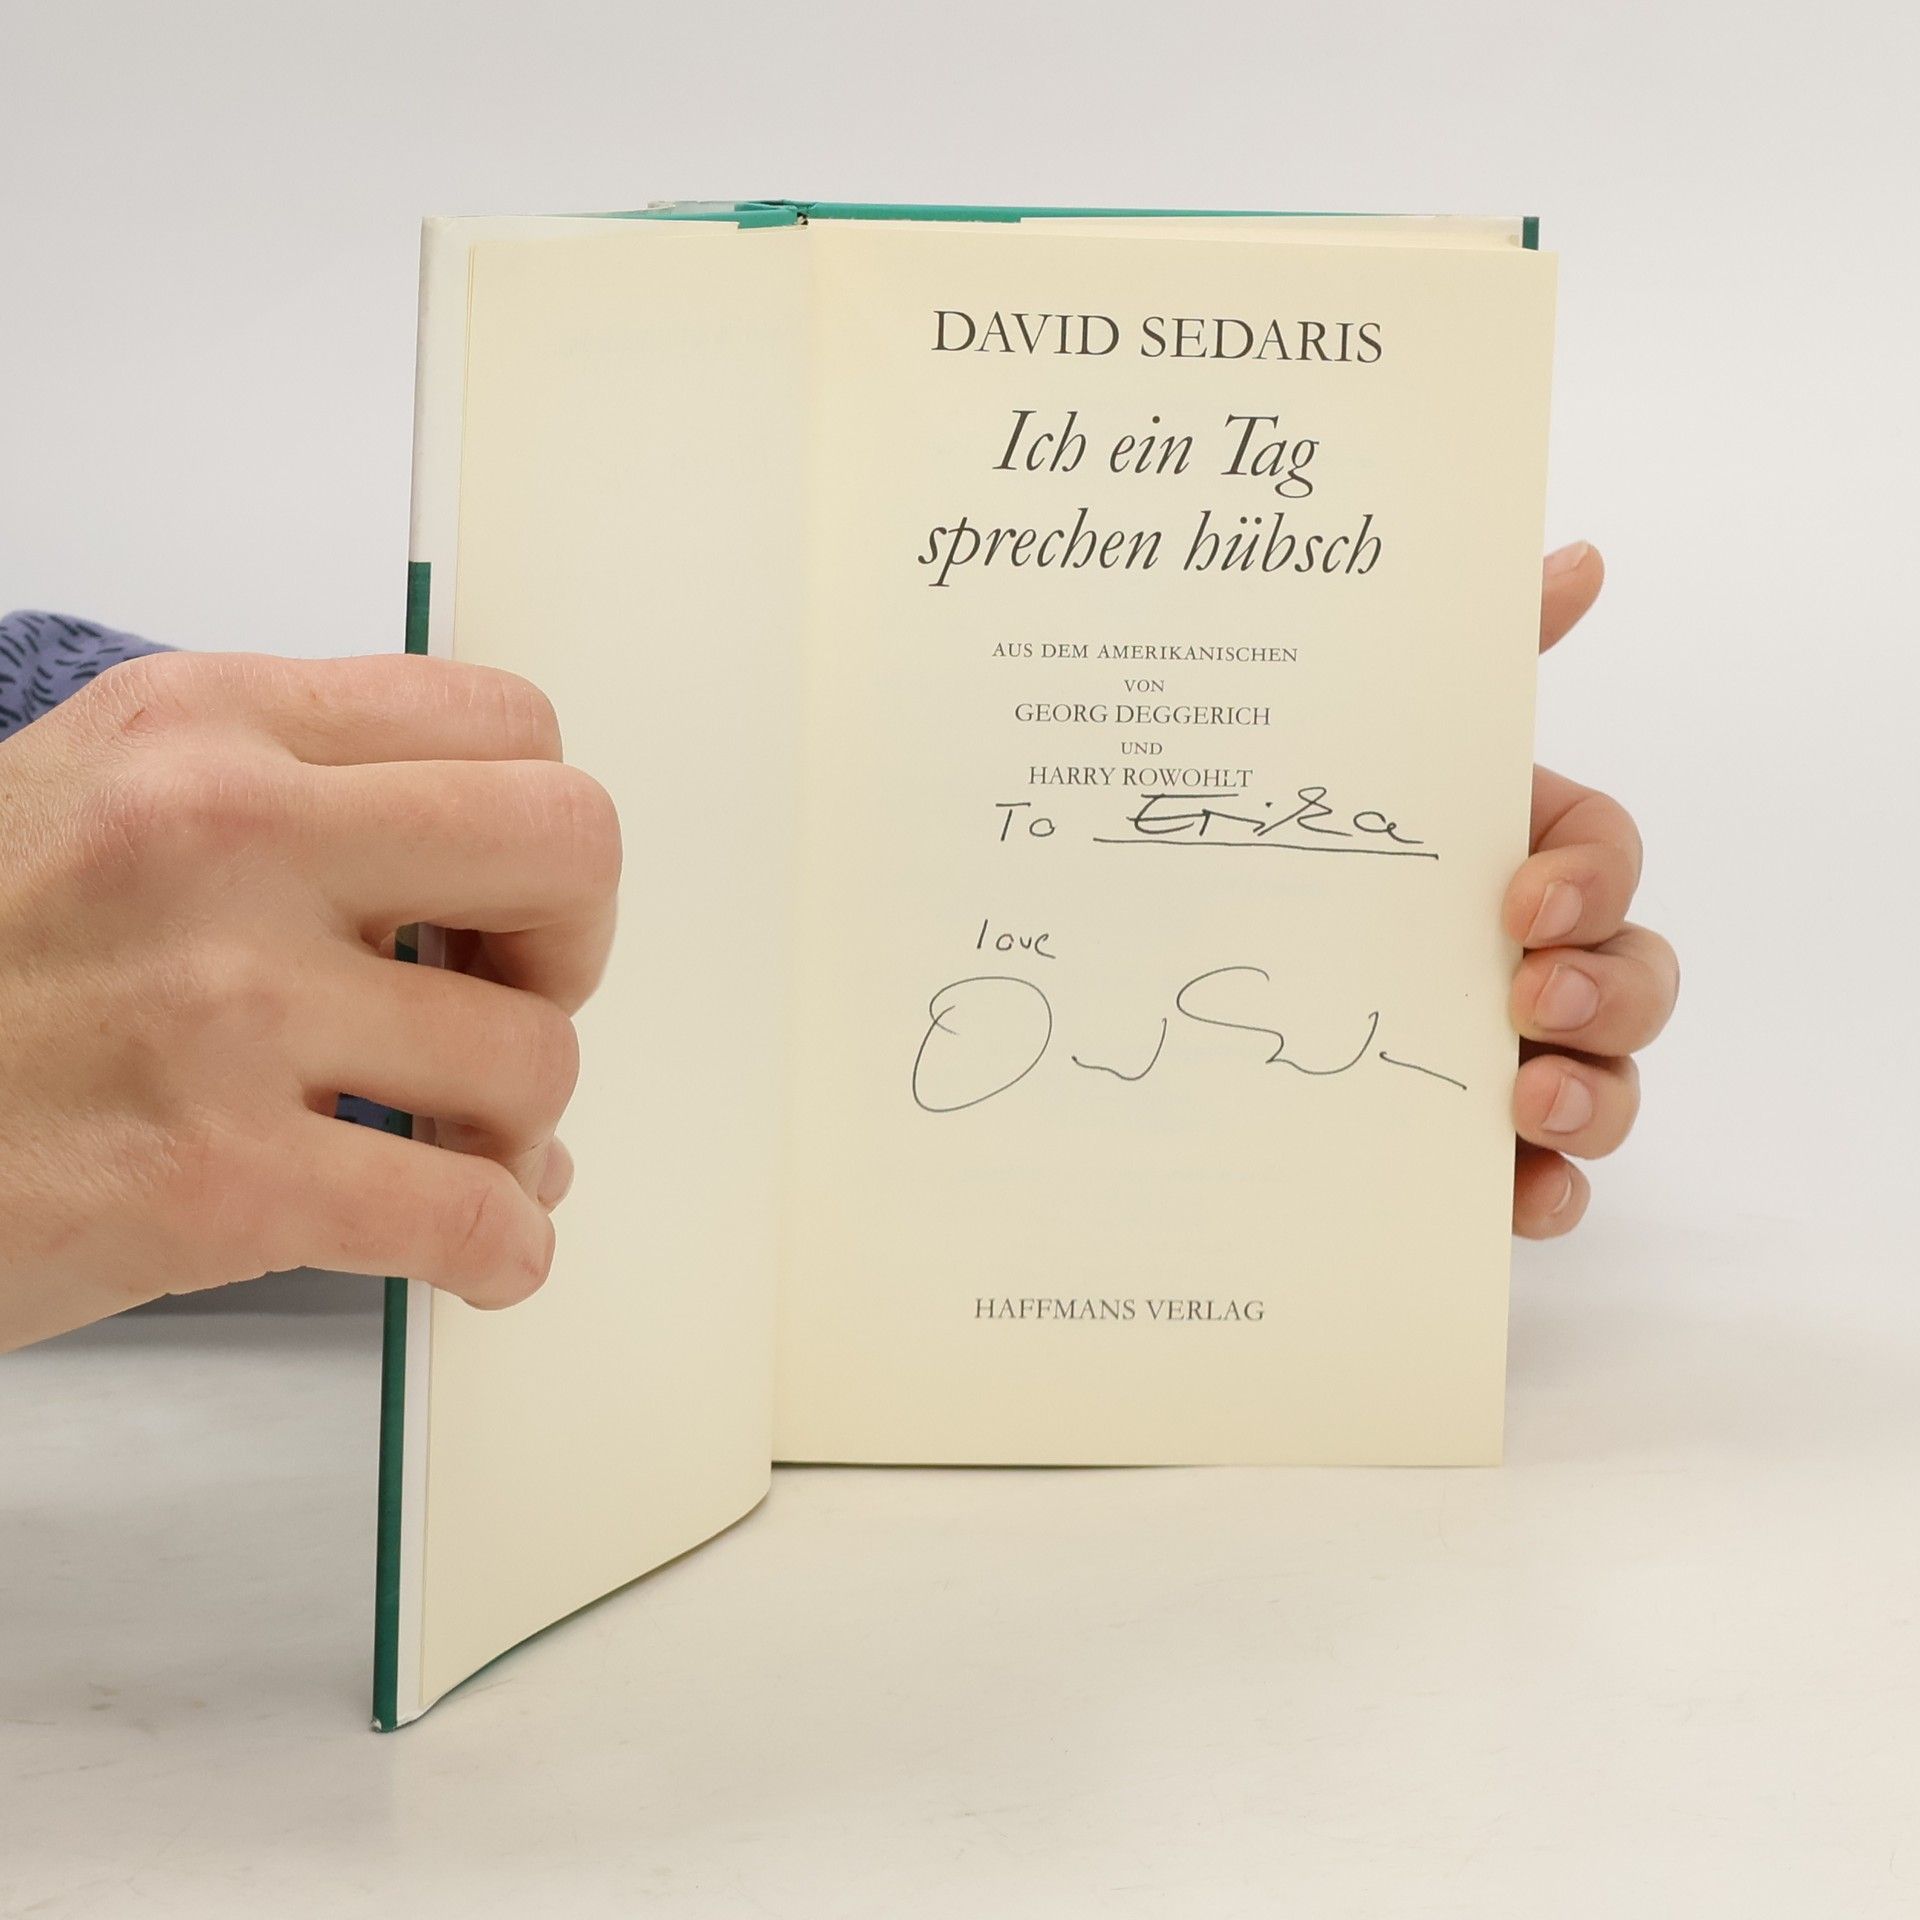 DAVID SEDARIS
Ich ein Tag
sprechen hübsch
AUS DEM AMERIKANISCHEN
VON
GEORG DEGGERICH
UND
HARRY ROWOHLT
To Erika
love
HAFFMANS VERLAG